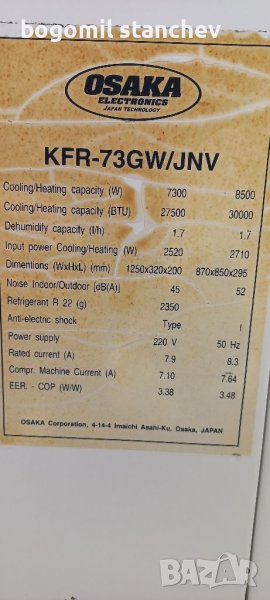 bogomil stanchev
OSAKA
ELECTRONICS
JAPAN TECHNOLOGY
KFR-73GW/JNV
Cooling/Heating capacity (W) 7300 8500
Cooling/Heating capacity (BTU) 27500 30000
Dehumidify capacity (l/h) 1.7 1.7
Input power Cooling/Heating (W) 2520 2710
Dimentions (WxHxL) (mm) 1250x320x200 870x850x295
Noise Indoor/Outdoor [dB(A)] 45 52
Refrigerant R 22 (g) 2350
Anti-electric shock Type I
Power supply 220 V 50 Hz
Rated current (A) 7.9 8.3
Compr. Machine Current (A) 7.10 7.64
EER. - COP (W/W) 3.38 3.48
OSAKA Corporation, 4-14-4 Imaichi Asahi-Ku, Osaka, JAPAN
bazar.bg